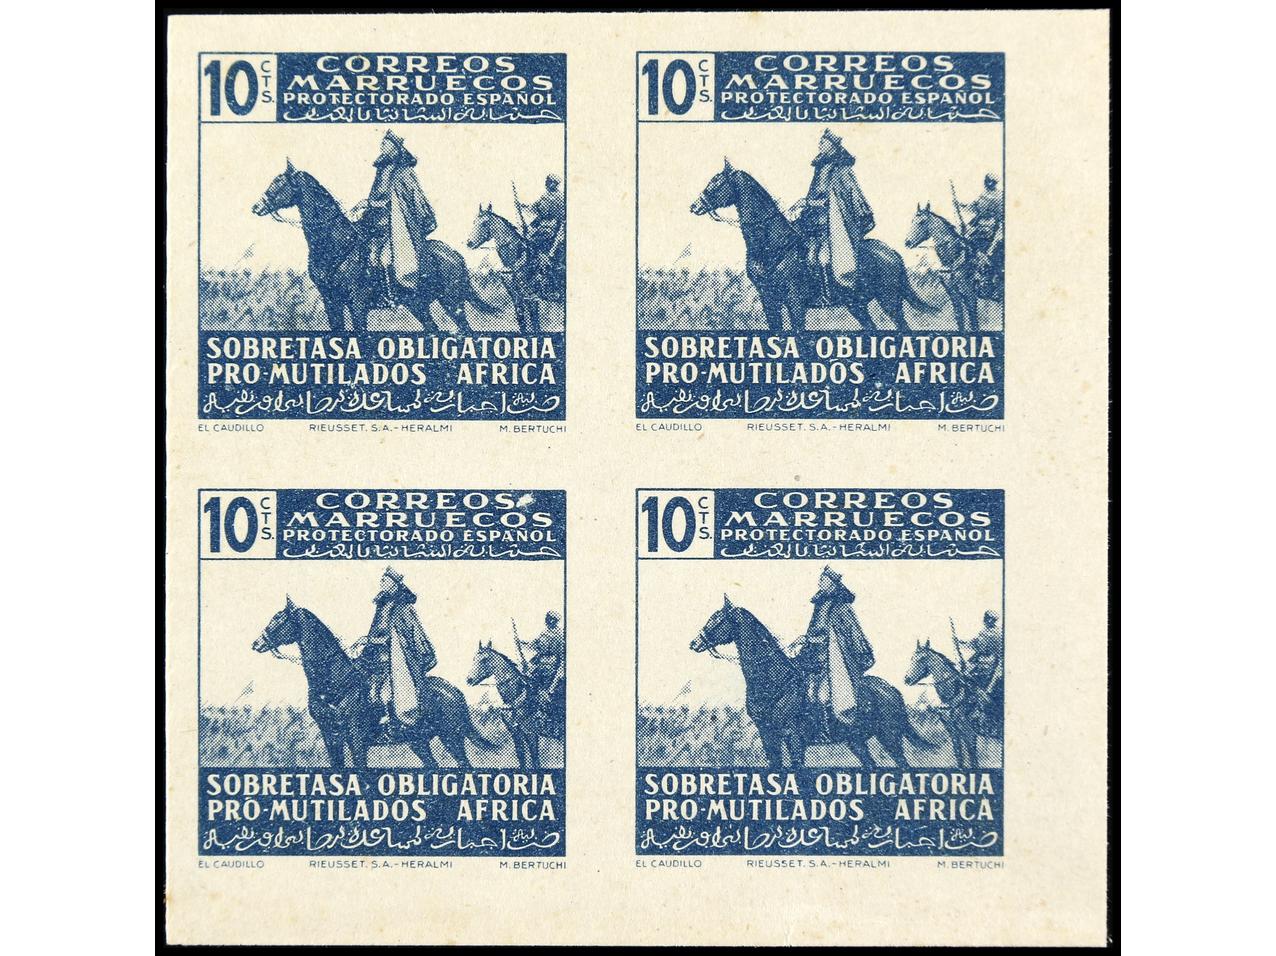 10 CTS.
CORREOS
MARRUECOS
PROTECTORADO ESPAÑOL
SOBRETASA OBLIGATORIA
PRO-MUTILADOS AFRICA
EL CAUDILLO RIEUSSET. S.A.-HERALMI M. BERTUCHI
10 CTS.
CORREOS
MARRUECOS
PROTECTORADO ESPAÑOL
SOBRETASA OBLIGATORIA
PRO-MUTILADOS AFRICA
EL CAUDILLO RIEUSSET. S.A.-HERALMI M. BERTUCHI
10 CTS.
CORREOS
MARRUECOS
PROTECTORADO ESPAÑOL
SOBRETASA OBLIGATORIA
PRO-MUTILADOS AFRICA
EL CAUDILLO RIEUSSET. S.A.-HERALMI M. BERTUCHI
10 CTS.
CORREOS
MARRUECOS
PROTECTORADO ESPAÑOL
SOBRETASA OBLIGATORIA
PRO-MUTILADOS AFRICA
EL CAUDILLO RIEUSSET. S.A.-HERALMI M. BERTUCHI